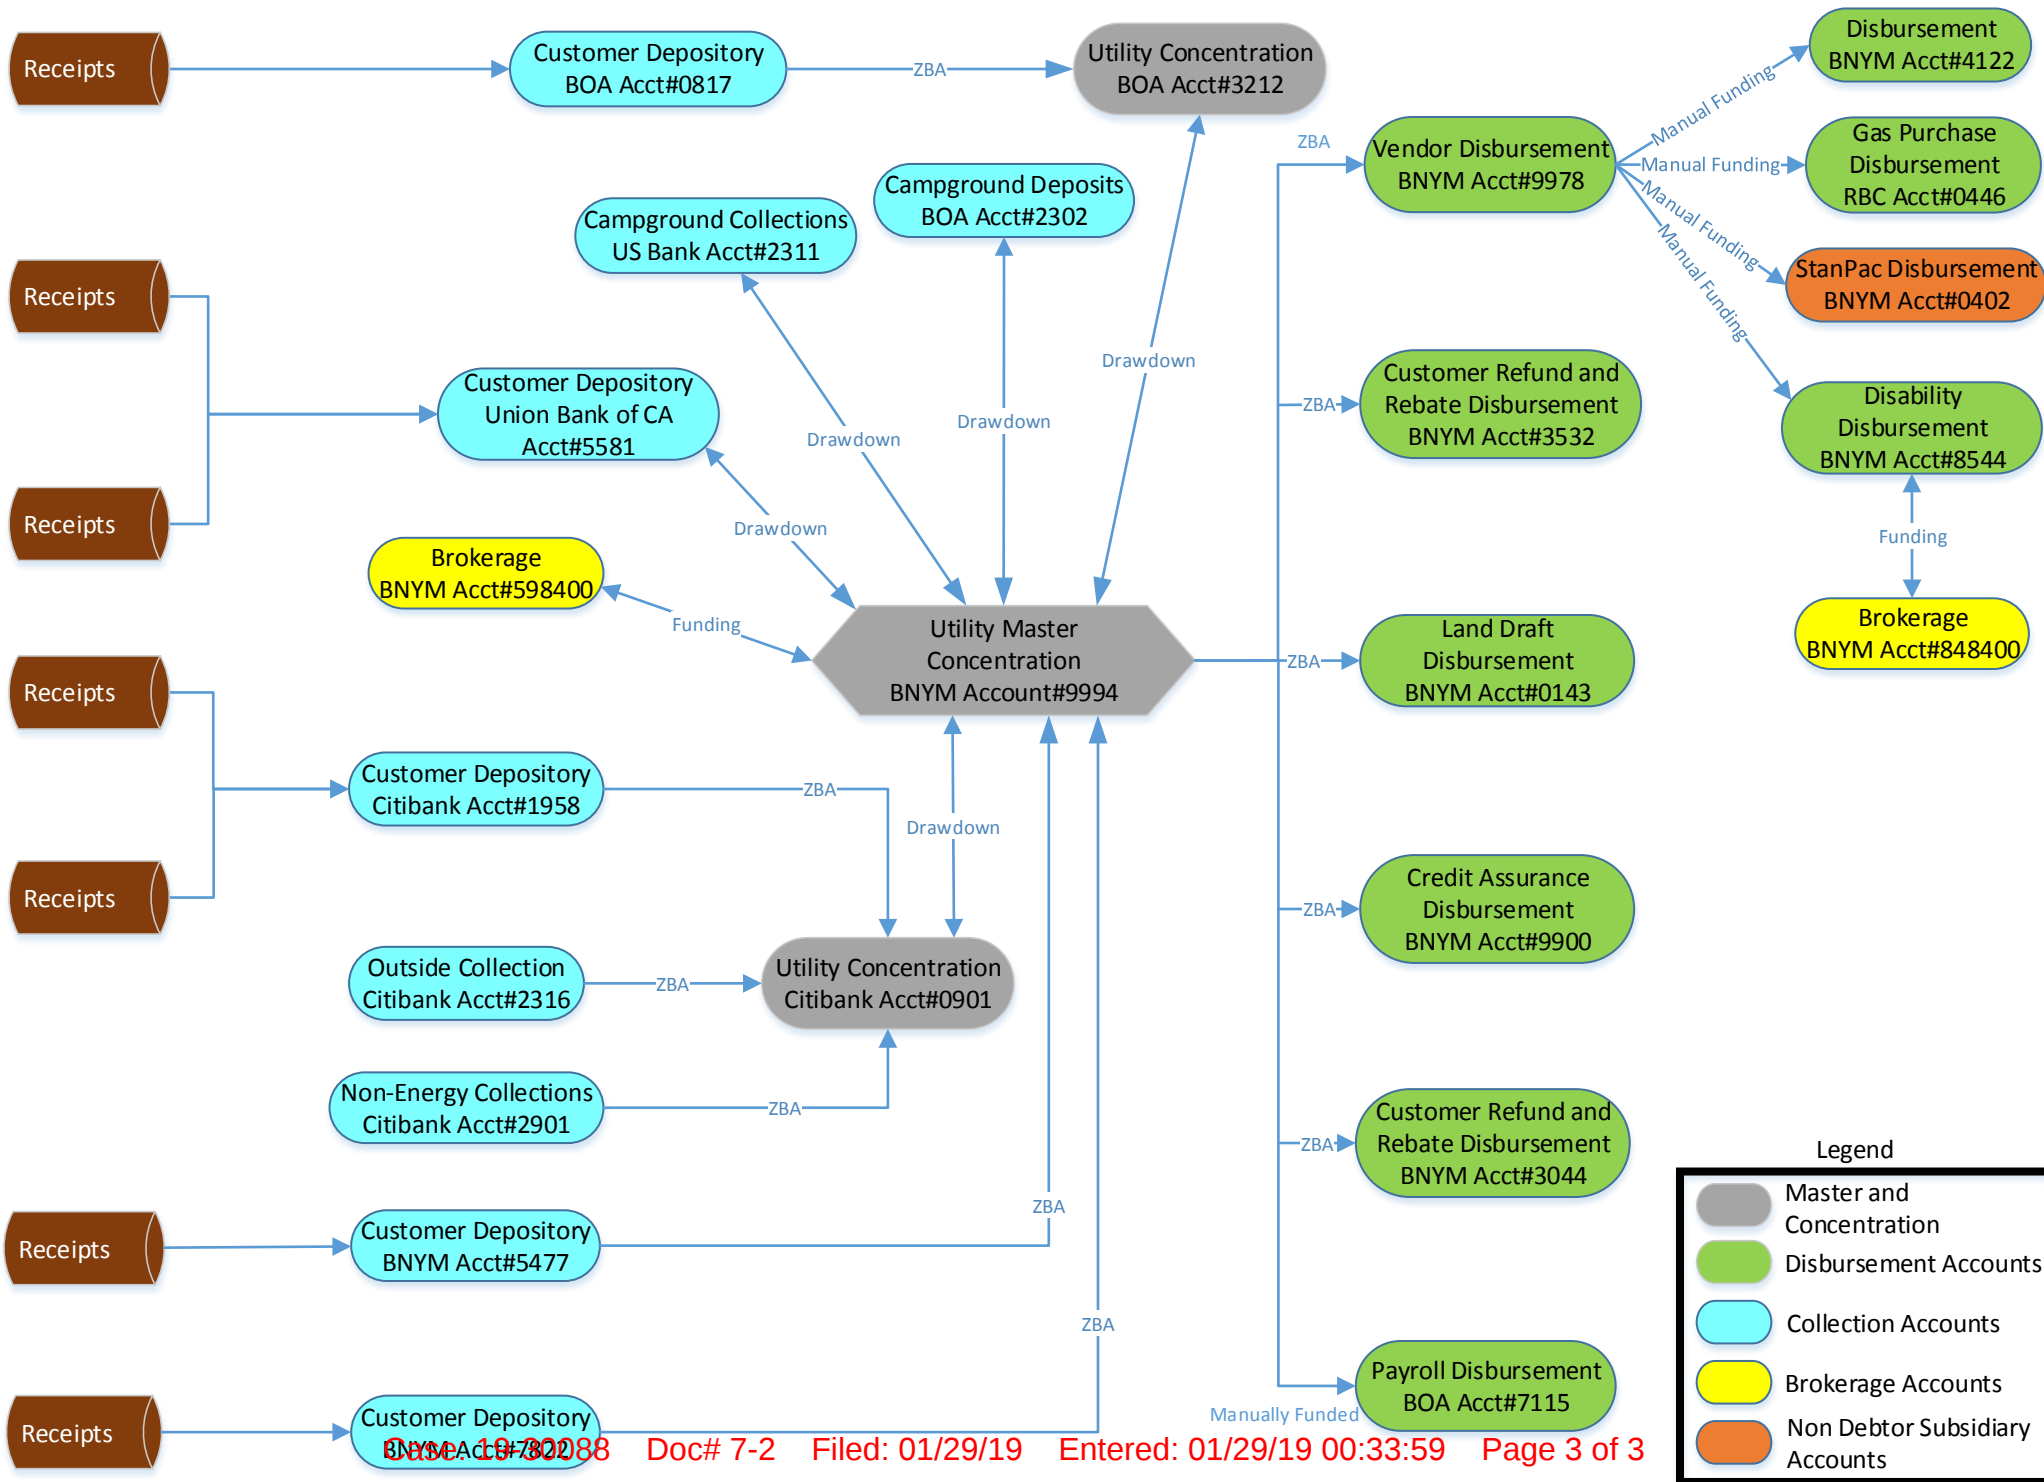 Receipts
Customer Depository
BOA Acct#0817
ZBA
Utility Concentration
BOA Acct#3212
Disbursement
BNYM Acct#4122
Manual Funding
ZBA
Vendor Disbursement
BNYM Acct#9978
Manual Funding
Gas Purchase
Disbursement
RBC Acct#0446
Campground Deposits
BOA Acct#2302
Campground Collections
US Bank Acct#2311
Manual Funding
Manual Funding
StanPac Disbursement
BNYM Acct#0402
Receipts
Drawdown
Customer Refund and
Rebate Disbursement
BNYM Acct#3532
ZBA
Customer Depository
Union Bank of CA
Acct#5581
Drawdown
Drawdown
Disability
Disbursement
BNYM Acct#8544
Receipts
Drawdown
Funding
Brokerage
BNYM Acct#598400
Funding
Utility Master
Concentration
BNYM Account#9994
ZBA
Land Draft
Disbursement
BNYM Acct#0143
Brokerage
BNYM Acct#848400
Receipts
Customer Depository
Citibank Acct#1958
ZBA
Drawdown
Receipts
ZBA
Credit Assurance
Disbursement
BNYM Acct#9900
Outside Collection
Citibank Acct#2316
ZBA
Utility Concentration
Citibank Acct#0901
Non-Energy Collections
Citibank Acct#2901
ZBA
ZBA
Customer Refund and
Rebate Disbursement
BNYM Acct#3044
Receipts
Customer Depository
BNYM Acct#5477
ZBA
ZBA
Payroll Disbursement
BOA Acct#7115
Manually Funded
Receipts
Customer Depository
BNYM Acct#7822
Legend
Master and
Concentration
Disbursement Accounts
Collection Accounts
Brokerage Accounts
Non Debtor Subsidiary
Accounts
Case: 19-30088 Doc# 7-2 Filed: 01/29/19 Entered: 01/29/19 00:33:59 Page 3 of 3